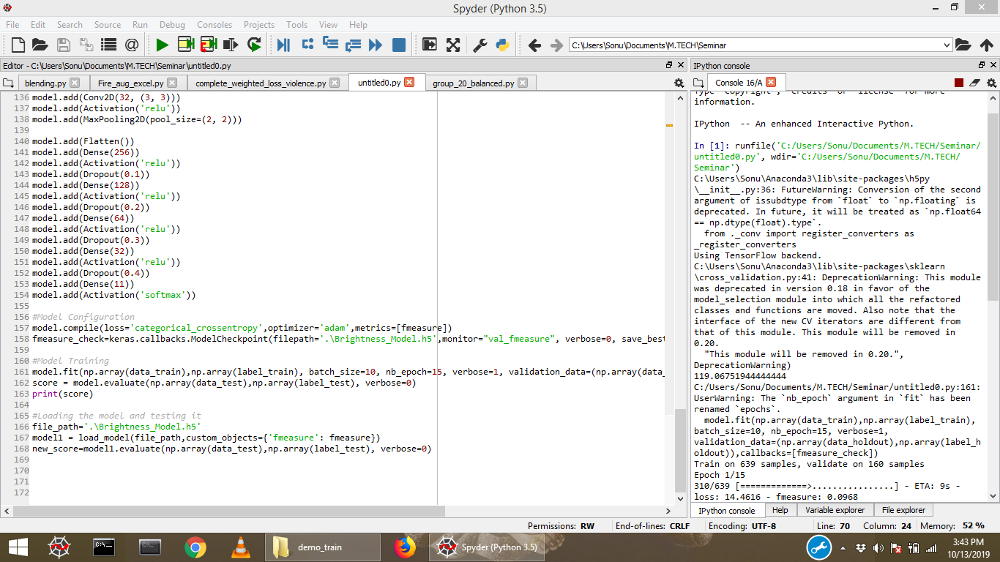 Spyder (Python 3.5)
File Edit Search Source Run Debug Consoles Projects Tools View Help
C:\Users\Sonu\Documents\M.TECH\Seminar
Editor - C:\Users\Sonu\Documents\M.TECH\Seminar\untitled0.py
blending.py Fire_aug_excel.py complete_weighted_loss_violence.py untitled0.py group_20_balanced.py
136 model.add(Conv2D(32, (3, 3)))
137 model.add(Activation('relu'))
138 model.add(MaxPooling2D(pool_size=(2, 2)))
139
140 model.add(Flatten())
141 model.add(Dense(256))
142 model.add(Activation('relu'))
143 model.add(Dropout(0.1))
144 model.add(Dense(128))
145 model.add(Activation('relu'))
146 model.add(Dropout(0.2))
147 model.add(Dense(64))
148 model.add(Activation('relu'))
149 model.add(Dropout(0.3))
150 model.add(Dense(32))
151 model.add(Activation('relu'))
152 model.add(Dropout(0.4))
153 model.add(Dense(11))
154 model.add(Activation('softmax'))
155
156 #Model Configuration
157 model.compile(loss='categorical_crossentropy',optimizer='adam',metrics=[fmeasure])
158 fmeasure_check=keras.callbacks.ModelCheckpoint(filepath='.\Brightness_Model.h5',monitor="val_fmeasure", verbose=0, save_best
159
160 #Model Training
161 model.fit(np.array(data_train),np.array(label_train), batch_size=10, nb_epoch=15, verbose=1, validation_data=(np.array(data_
162 score = model.evaluate(np.array(data_test),np.array(label_test), verbose=0)
163 print(score)
164
165 #Loading the model and testing it
166 file_path='.\Brightness_Model.h5'
167 model1 = load_model(file_path,custom_objects={'fmeasure': fmeasure})
168 new_score=model1.evaluate(np.array(data_test),np.array(label_test), verbose=0)
169
170
171
172
IPython console
Console 16/A
Type "copyright", "credits" or "license" for more
information.
IPython -- An enhanced Interactive Python.
In [1]: runfile('C:/Users/Sonu/Documents/M.TECH/Seminar/
untitled0.py', wdir='C:/Users/Sonu/Documents/M.TECH/
Seminar')
C:\Users\Sonu\Anaconda3\lib\site-packages\h5py
\__init__.py:36: FutureWarning: Conversion of the second
argument of issubdtype from `float` to `np.floating` is
deprecated. In future, it will be treated as `np.float64
== np.dtype(float).type`.
from ._conv import register_converters as
_register_converters
Using TensorFlow backend.
C:\Users\Sonu\Anaconda3\lib\site-packages\sklearn
\cross_validation.py:41: DeprecationWarning: This module
was deprecated in version 0.18 in favor of the
model_selection module into which all the refactored
classes and functions are moved. Also note that the
interface of the new CV iterators are different from
that of this module. This module will be removed in
0.20.
"This module will be removed in 0.20.",
DeprecationWarning)
119.06751944444444
C:/Users/Sonu/Documents/M.TECH/Seminar/untitled0.py:161:
UserWarning: The `nb_epoch` argument in `fit` has been
renamed `epochs`.
model.fit(np.array(data_train),np.array(label_train),
batch_size=10, nb_epoch=15, verbose=1,
validation_data=(np.array(data_holdout),np.array(label_h
oldout)),callbacks=[fmeasure_check])
Train on 639 samples, validate on 160 samples
Epoch 1/15
310/639 [=============>................] - ETA: 9s -
loss: 14.4616 - fmeasure: 0.0968
IPython console Help Variable explorer File explorer
Permissions: RW End-of-lines: CRLF Encoding: UTF-8 Line: 70 Column: 24 Memory: 52 %
demo_train
Spyder (Python 3.5)
3:43 PM
10/13/2019